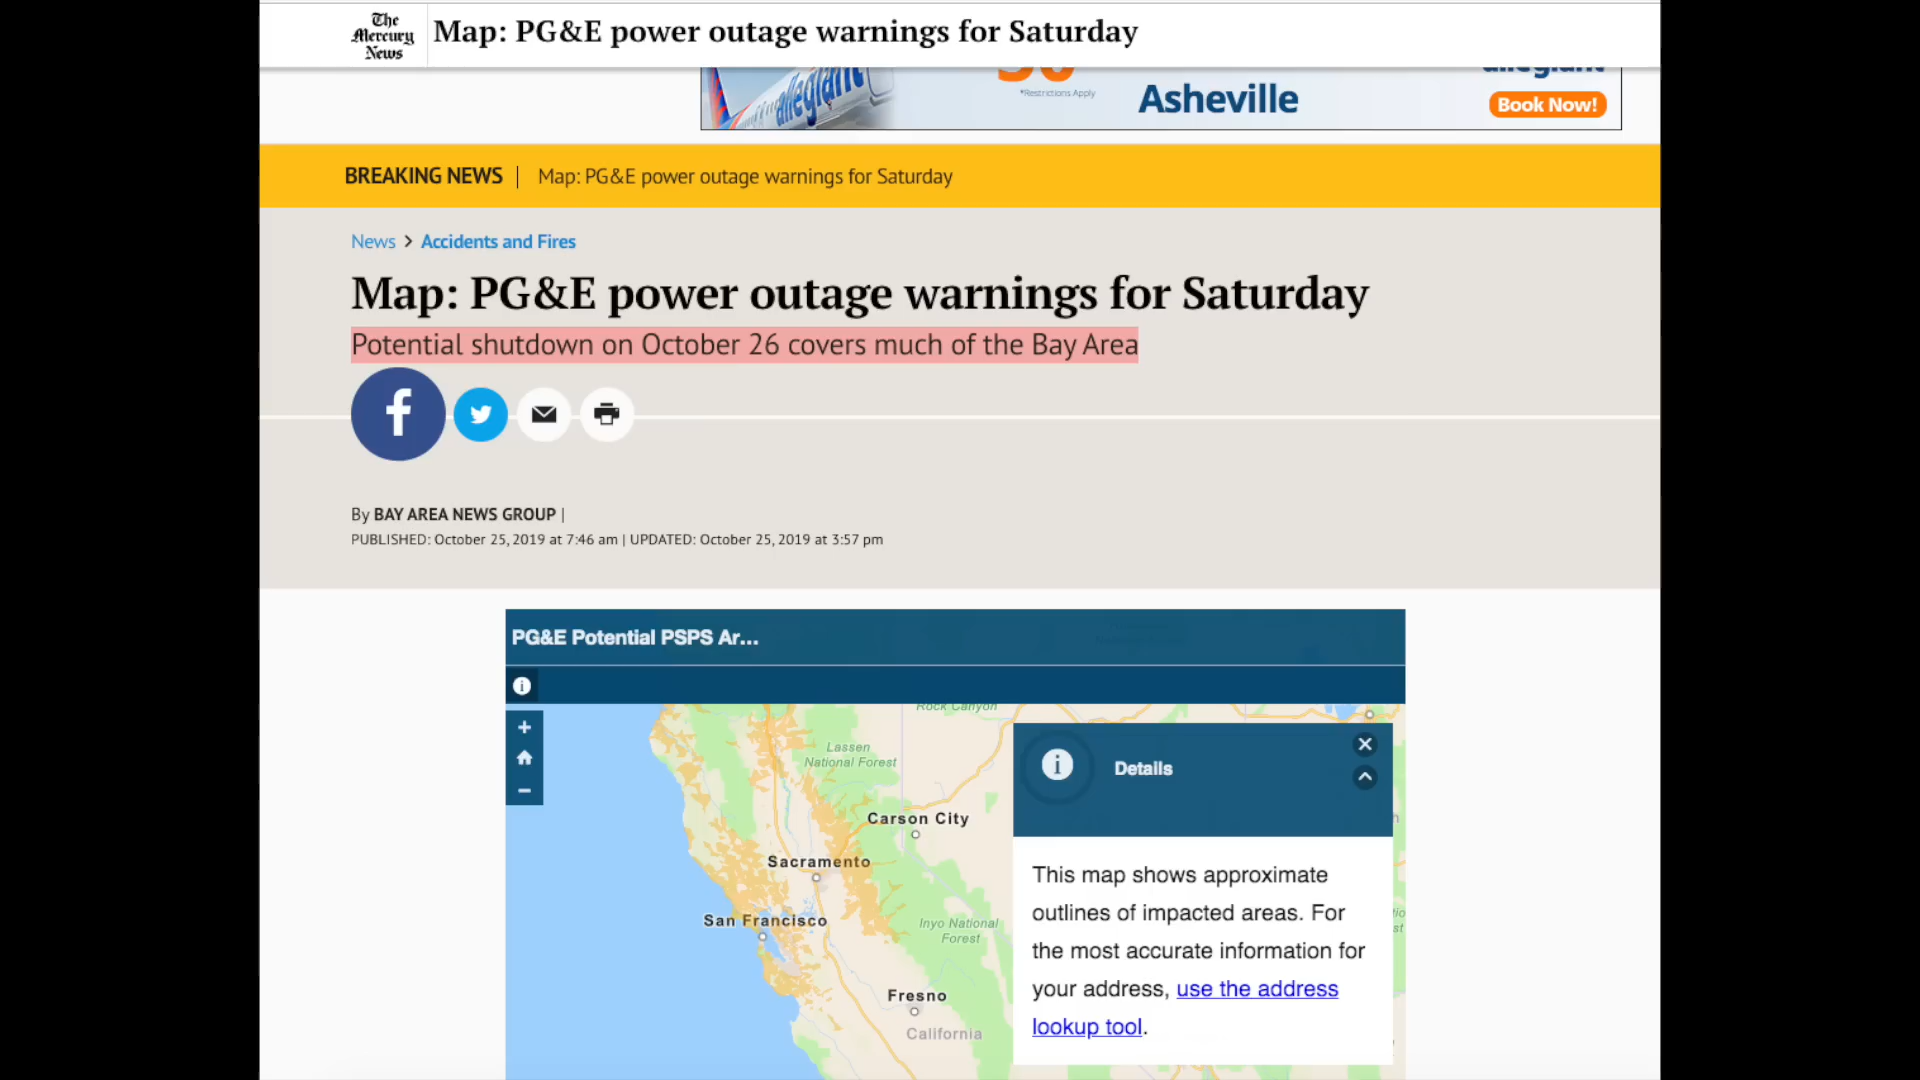 The
Mercury
News
Map: PG&E power outage warnings for Saturday
allegiant
*Restrictions Apply
Asheville
allegiant
Book Now!
BREAKING NEWS | Map: PG&E power outage warnings for Saturday
News > Accidents and Fires
Map: PG&E power outage warnings for Saturday
Potential shutdown on October 26 covers much of the Bay Area
By BAY AREA NEWS GROUP |
PUBLISHED: October 25, 2019 at 7:46 am | UPDATED: October 25, 2019 at 3:57 pm
PG&E Potential PSPS Ar...
Rock Canyon
Lassen
National Forest
Carson City
Sacramento
San Francisco
Inyo National
Forest
Fresno
California
Details
This map shows approximate
outlines of impacted areas. For
the most accurate information for
your address, use the address
lookup tool.